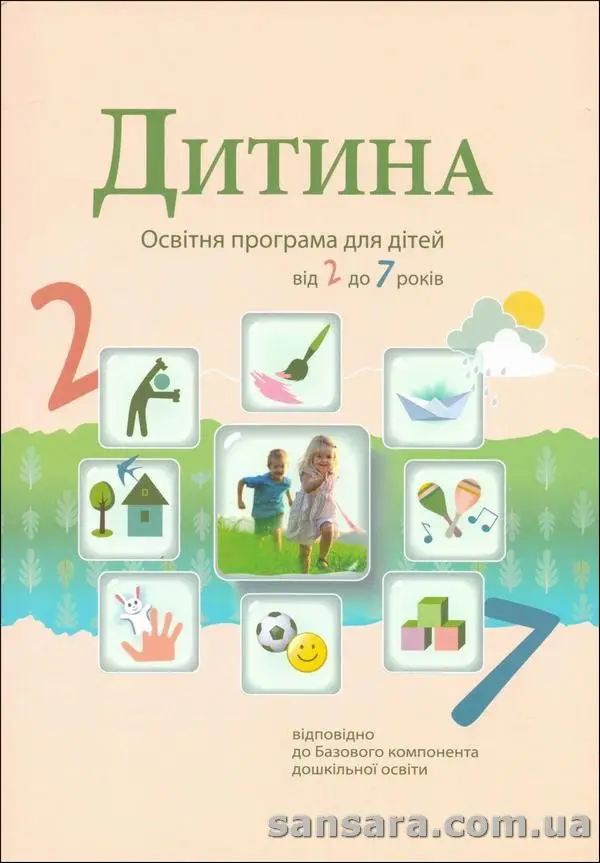 Дитина
Освітня програма для дітей
від 2 до 7 років
2
7
відповідно
до Базового компонента
дошкільної освіти
sansara.com.ua